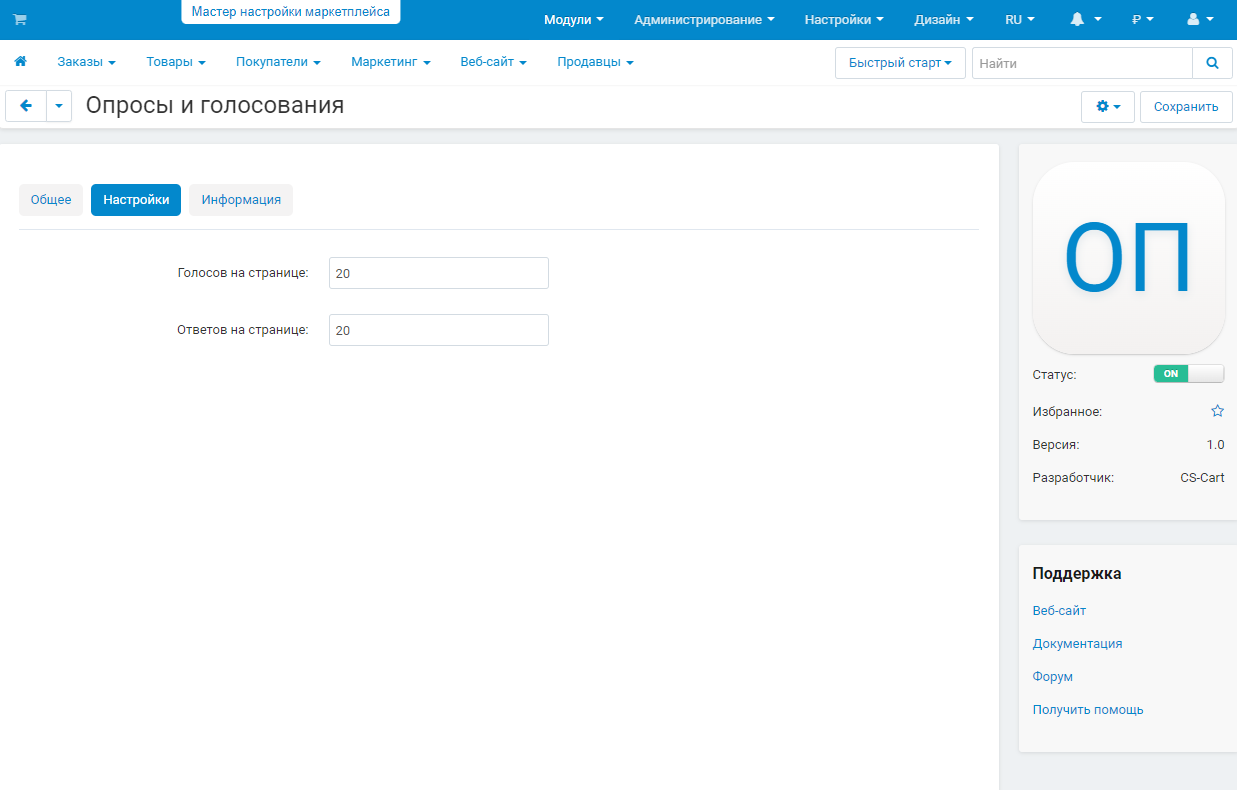 Мастер настройки маркетплейса
Модули Администрирование Настройки Дизайн RU ₽
Заказы Товары Покупатели Маркетинг Веб-сайт Продавцы Быстрый старт Найти
Опросы и голосования Сохранить
Общее Настройки Информация
Голосов на странице: 20
Ответов на странице: 20
ОП
Статус: ON
Избранное:
Версия: 1.0
Разработчик: CS-Cart
Поддержка
Веб-сайт
Документация
Форум
Получить помощь